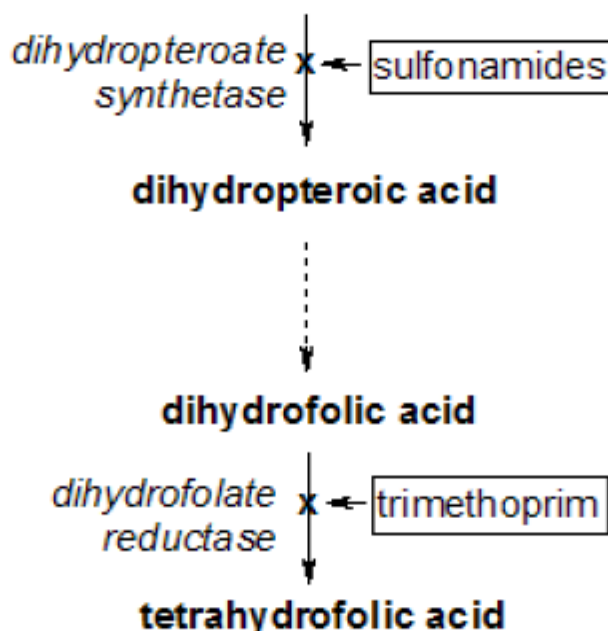 dihydropteroate
synthetase
sulfonamides
dihydropteroic acid
dihydrofolic acid
dihydrofolate
reductase
trimethoprim
tetrahydrofolic acid